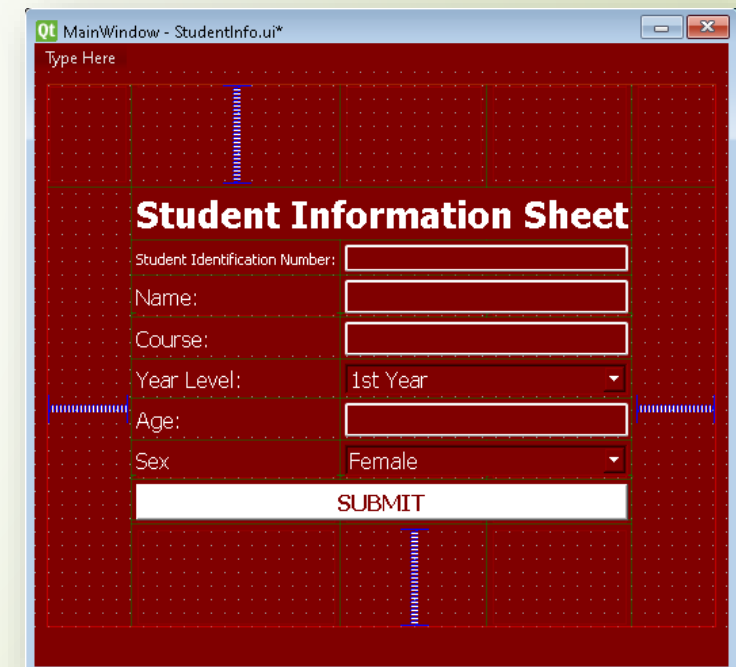 Qt MainWindow - StudentInfo.ui*
Type Here
Student Information Sheet
Student Identification Number:
Name:
Course:
Year Level: 1st Year
Age:
Sex Female
SUBMIT